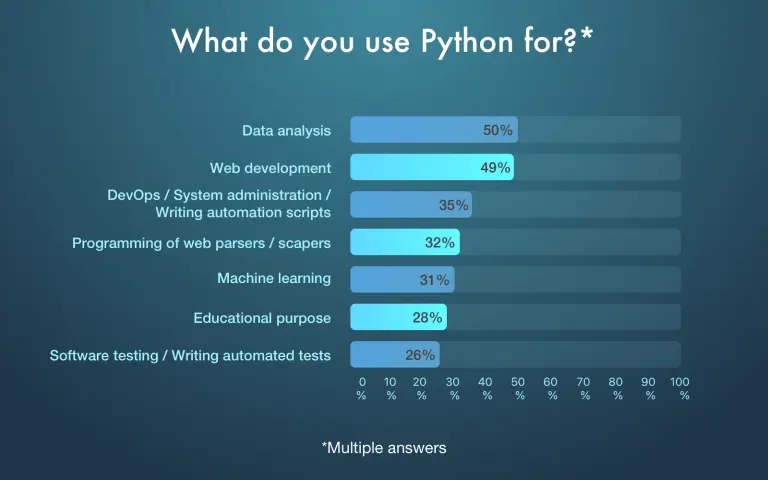 What do you use Python for?*
Data analysis 50%
Web development 49%
DevOps / System administration /
Writing automation scripts 35%
Programming of web parsers / scapers 32%
Machine learning 31%
Educational purpose 28%
Software testing / Writing automated tests 26%
0 10 20 30 40 50 60 70 80 90 100
% % % % % % % % % % %
*Multiple answers